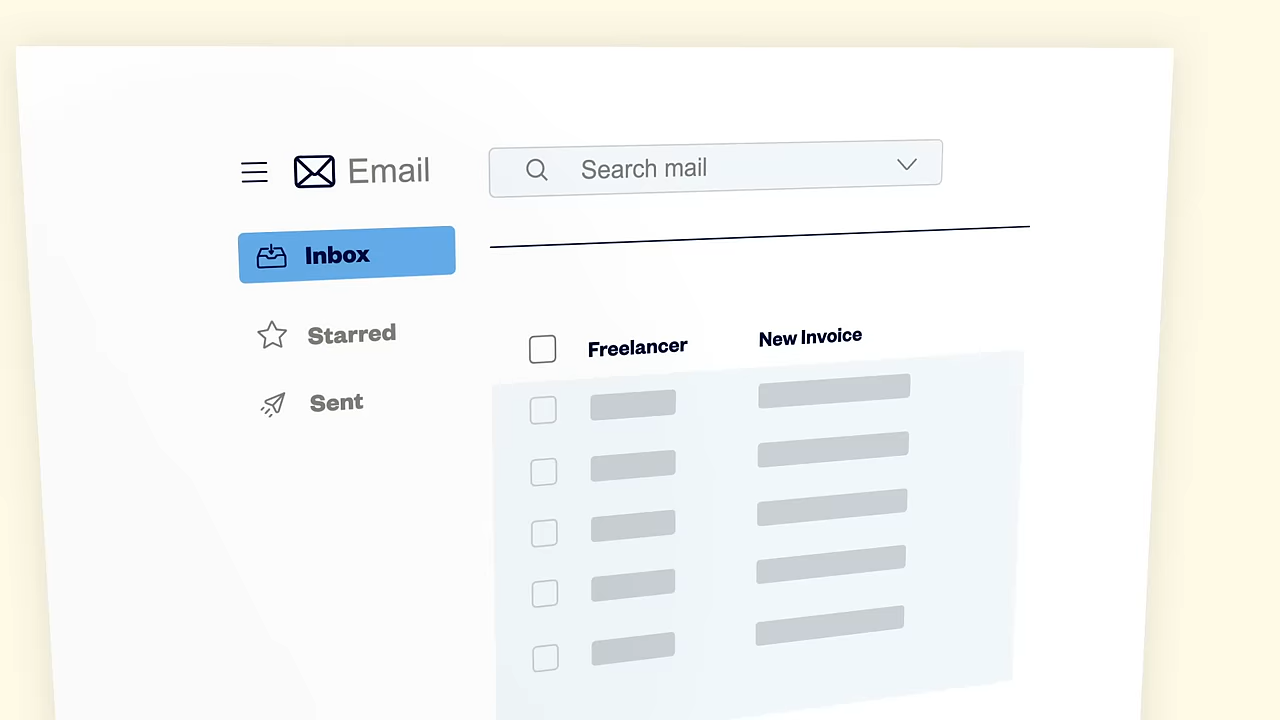 Email
Search mail
Inbox
Starred
Sent
Freelancer
New Invoice